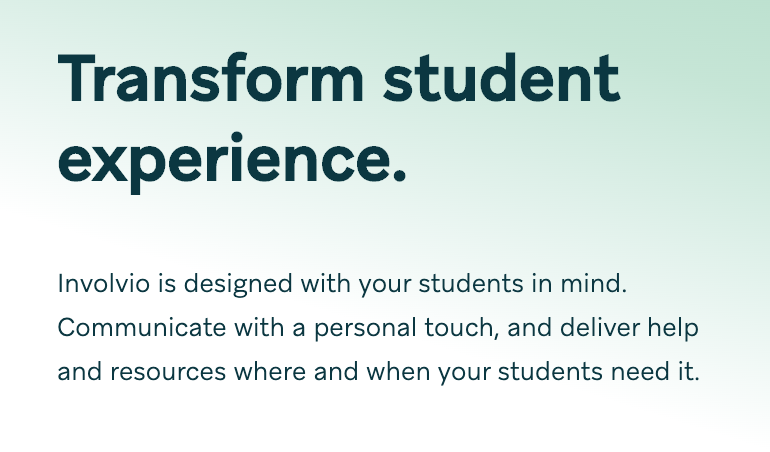 Transform student
experience.
Involvio is designed with your students in mind.
Communicate with a personal touch, and deliver help
and resources where and when your students need it.